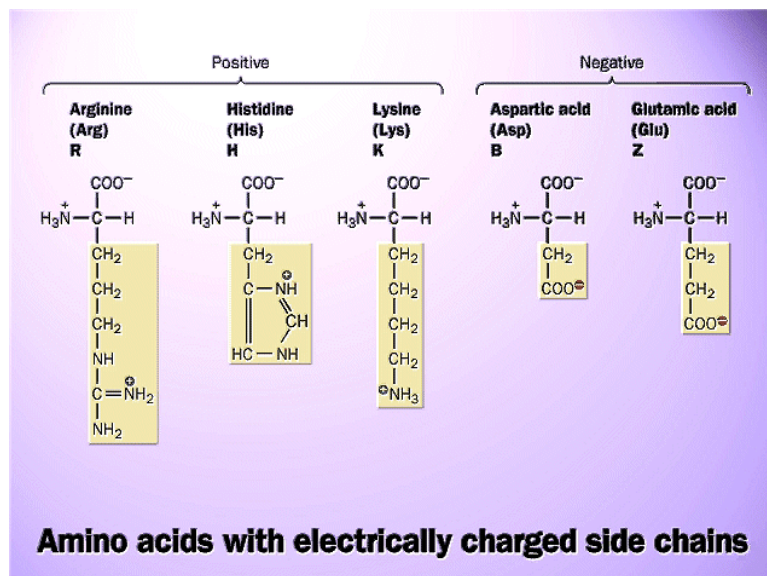 Positive
Negative
Arginine
(Arg)
R
Histidine
(His)
H
Lysine
(Lys)
K
Aspartic acid
(Asp)
B
Glutamic acid
(Glu)
Z
COO⁻
H₃N⁺—C—H
CH₂
CH₂
CH₂
NH
C=NH₂⊕
NH₂
COO⁻
H₃N⁺—C—H
CH₂
C—NH⊕
CH
HC—NH
COO⁻
H₃N⁺—C—H
CH₂
CH₂
CH₂
CH₂
⊕NH₃
COO⁻
H₃N⁺—C—H
CH₂
COO⊖
COO⁻
H₃N⁺—C—H
CH₂
CH₂
COO⊖
Amino acids with electrically charged side chains